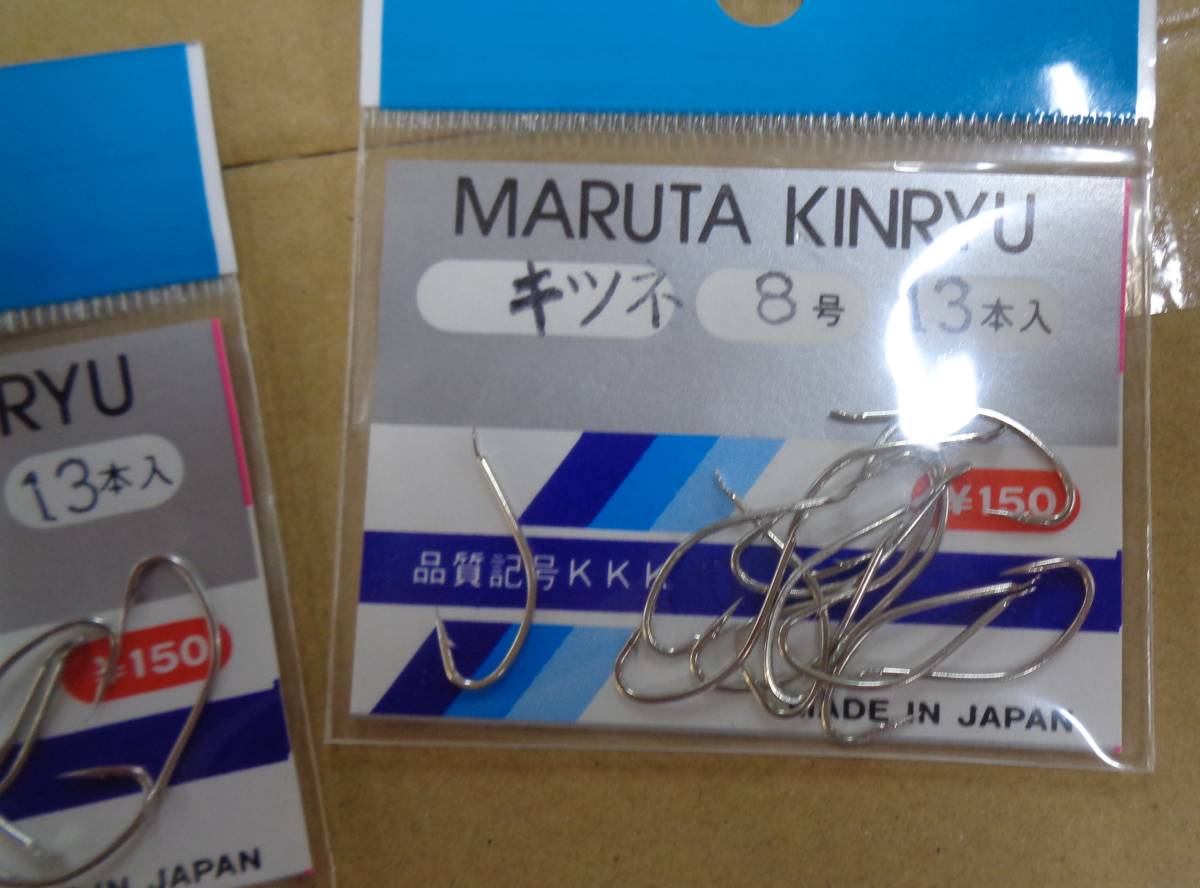 MARUTA KINRYU
キツネ 8号 13本入
¥150
品質記号KKK
MADE IN JAPAN
RYU
13本入
¥150
IN JAPAN